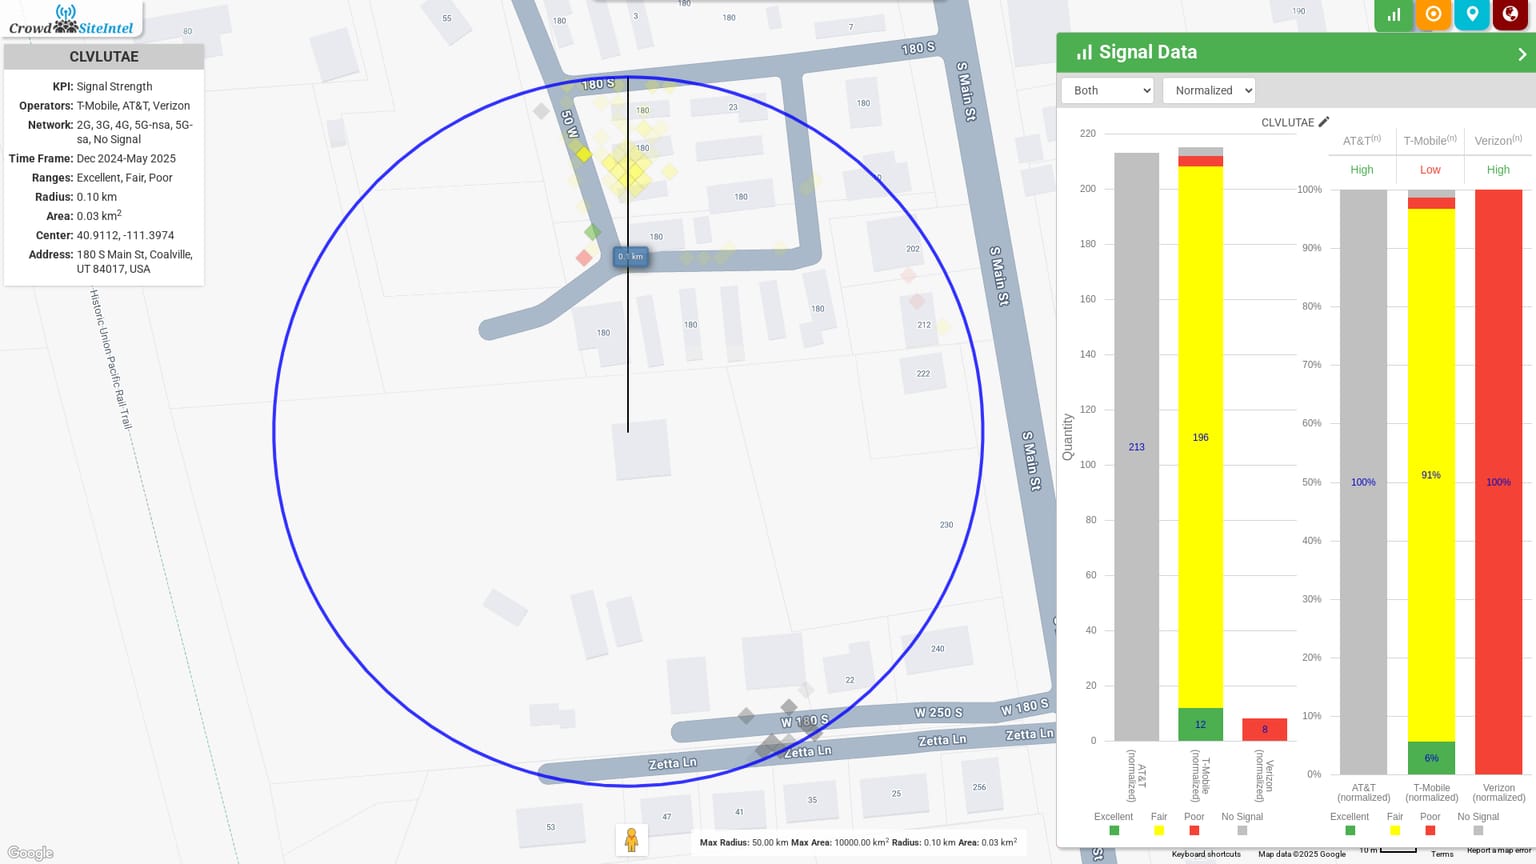 Crowd SiteIntel
CLVLUTAE
KPI: Signal Strength
Operators: T-Mobile, AT&T, Verizon
Network: 2G, 3G, 4G, 5G-nsa, 5G-
sa, No Signal
Time Frame: Dec 2024-May 2025
Ranges: Excellent, Fair, Poor
Radius: 0.10 km
Area: 0.03 km²
Center: 40.9112, -111.3974
Address: 180 S Main St, Coalville,
UT 84017, USA
80
55
180
3
180
180
7
190
180 S
180 S
50 W
180
23
180
180
180
180
202
180
180
180
212
222
230
240
22
S Main St
S Main St
S Main St
Historic Union Pacific Rail Trail
0.1 km
W 180 S
W 250 S
W 180 S
Zetta Ln
Zetta Ln
Zetta Ln
Zetta Ln
53
47
41
35
25
256
Google
Max Radius: 50.00 km Max Area: 10000.00 km² Radius: 0.10 km Area: 0.03 km²
Signal Data
Both
Normalized
CLVLUTAE
220
200
180
160
140
120
100
80
60
40
20
0
Quantity
213
196
12
8
AT&T
(normalized)
T-Mobile
(normalized)
Verizon
(normalized)
Excellent Fair Poor No Signal
AT&T(n) T-Mobile(n) Verizon(n)
High Low High
100%
90%
80%
70%
60%
50%
40%
30%
20%
10%
0%
100%
91%
6%
100%
AT&T
(normalized)
T-Mobile
(normalized)
Verizon
(normalized)
Excellent Fair Poor No Signal
Keyboard shortcuts Map data ©2025 Google 10 m Terms Report a map error